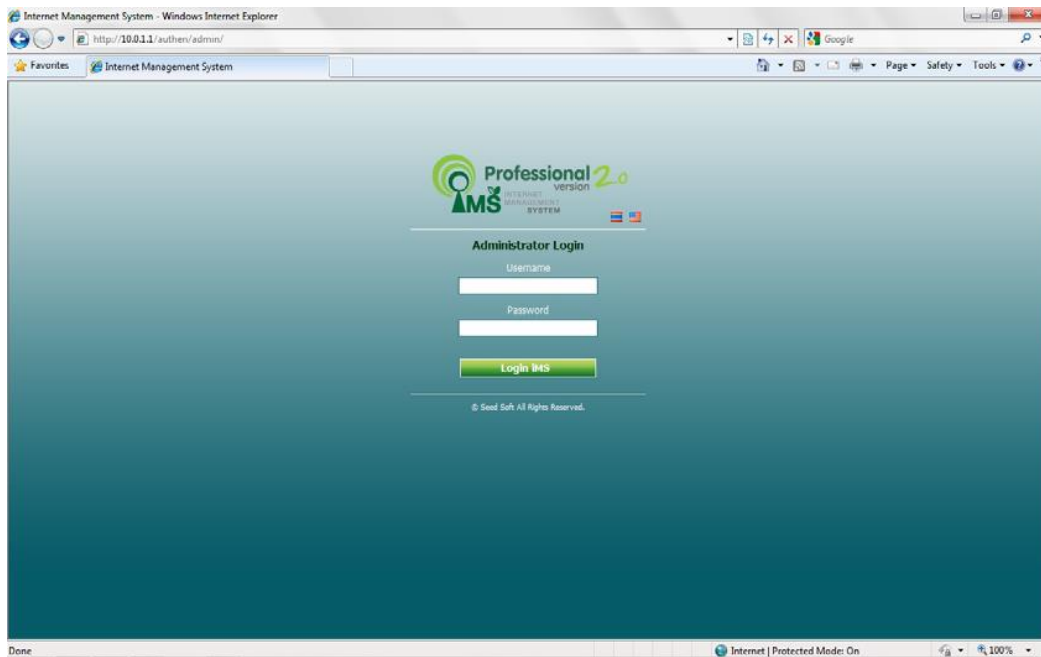 Internet Management System - Windows Internet Explorer
http://10.0.1.1/authen/admin/
Google
Favorites
Internet Management System
Page
Safety
Tools
Professional 2.0
version
iMS
INTERNET
MANAGEMENT
SYSTEM
Administrator Login
Username
Password
Login iMS
© Seed Soft All Rights Reserved.
Done
Internet | Protected Mode: On
100%